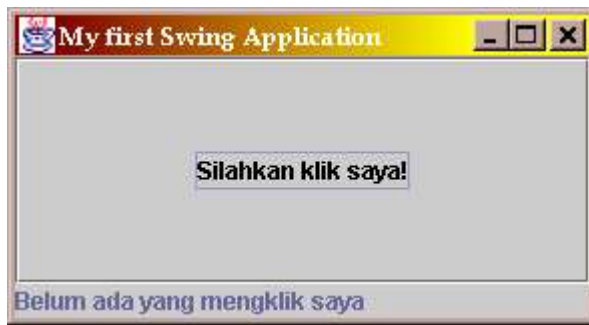 My first Swing Application
Silahkan klik saya!
Belum ada yang mengklik saya